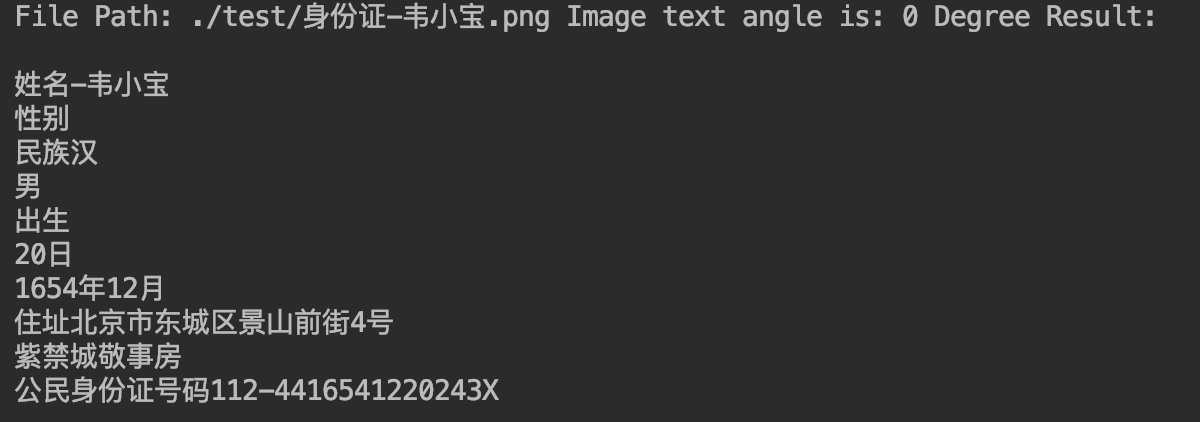 File Path: ./test/身份证-韦小宝.png Image text angle is: 0 Degree Result:
姓名-韦小宝
性别
民族汉
男
出生
20日
1654年12月
住址北京市东城区景山前街4号
紫禁城敬事房
公民身份证号码112-4416541220243X